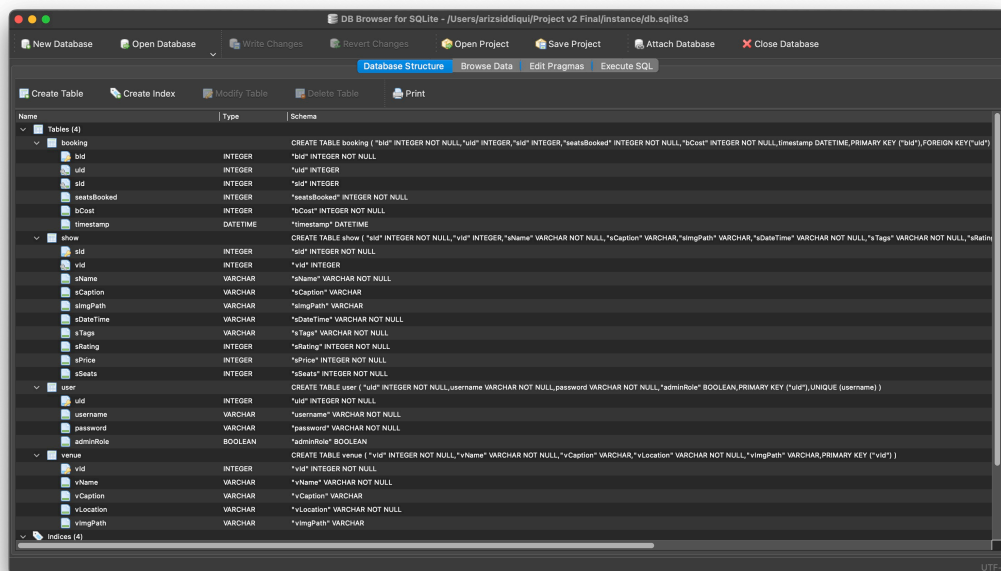 DB Browser for SQLite - /Users/arizsiddiqui/Project v2 Final/instance/db.sqlite3
New Database Open Database Write Changes Revert Changes Open Project Save Project Attach Database Close Database
Database Structure Browse Data Edit Pragmas Execute SQL
Create Table Create Index Modify Table Delete Table Print
Name Type Schema
Tables (4)
booking CREATE TABLE booking ( "bId" INTEGER NOT NULL,"uId" INTEGER,"sId" INTEGER,"seatsBooked" INTEGER NOT NULL,"bCost" INTEGER NOT NULL,timestamp DATETIME,PRIMARY KEY ("bId"),FOREIGN KEY("uId")
bId INTEGER "bId" INTEGER NOT NULL
uId INTEGER "uId" INTEGER
sId INTEGER "sId" INTEGER
seatsBooked INTEGER "seatsBooked" INTEGER NOT NULL
bCost INTEGER "bCost" INTEGER NOT NULL
timestamp DATETIME "timestamp" DATETIME
show CREATE TABLE show ( "sId" INTEGER NOT NULL,"vId" INTEGER,"sName" VARCHAR NOT NULL,"sCaption" VARCHAR,"sImgPath" VARCHAR,"sDateTime" VARCHAR NOT NULL,"sTags" VARCHAR NOT NULL,"sRating
sId INTEGER "sId" INTEGER NOT NULL
vId INTEGER "vId" INTEGER
sName VARCHAR "sName" VARCHAR NOT NULL
sCaption VARCHAR "sCaption" VARCHAR
sImgPath VARCHAR "sImgPath" VARCHAR
sDateTime VARCHAR "sDateTime" VARCHAR NOT NULL
sTags VARCHAR "sTags" VARCHAR NOT NULL
sRating INTEGER "sRating" INTEGER NOT NULL
sPrice INTEGER "sPrice" INTEGER NOT NULL
sSeats INTEGER "sSeats" INTEGER NOT NULL
user CREATE TABLE user ( "uId" INTEGER NOT NULL,username VARCHAR NOT NULL,password VARCHAR NOT NULL,"adminRole" BOOLEAN,PRIMARY KEY ("uId"),UNIQUE (username) )
uId INTEGER "uId" INTEGER NOT NULL
username VARCHAR "username" VARCHAR NOT NULL
password VARCHAR "password" VARCHAR NOT NULL
adminRole BOOLEAN "adminRole" BOOLEAN
venue CREATE TABLE venue ( "vId" INTEGER NOT NULL,"vName" VARCHAR NOT NULL,"vCaption" VARCHAR,"vLocation" VARCHAR NOT NULL,"vImgPath" VARCHAR,PRIMARY KEY ("vId") )
vId INTEGER "vId" INTEGER NOT NULL
vName VARCHAR "vName" VARCHAR NOT NULL
vCaption VARCHAR "vCaption" VARCHAR
vLocation VARCHAR "vLocation" VARCHAR NOT NULL
vImgPath VARCHAR "vImgPath" VARCHAR
Indices (4)
UTF-